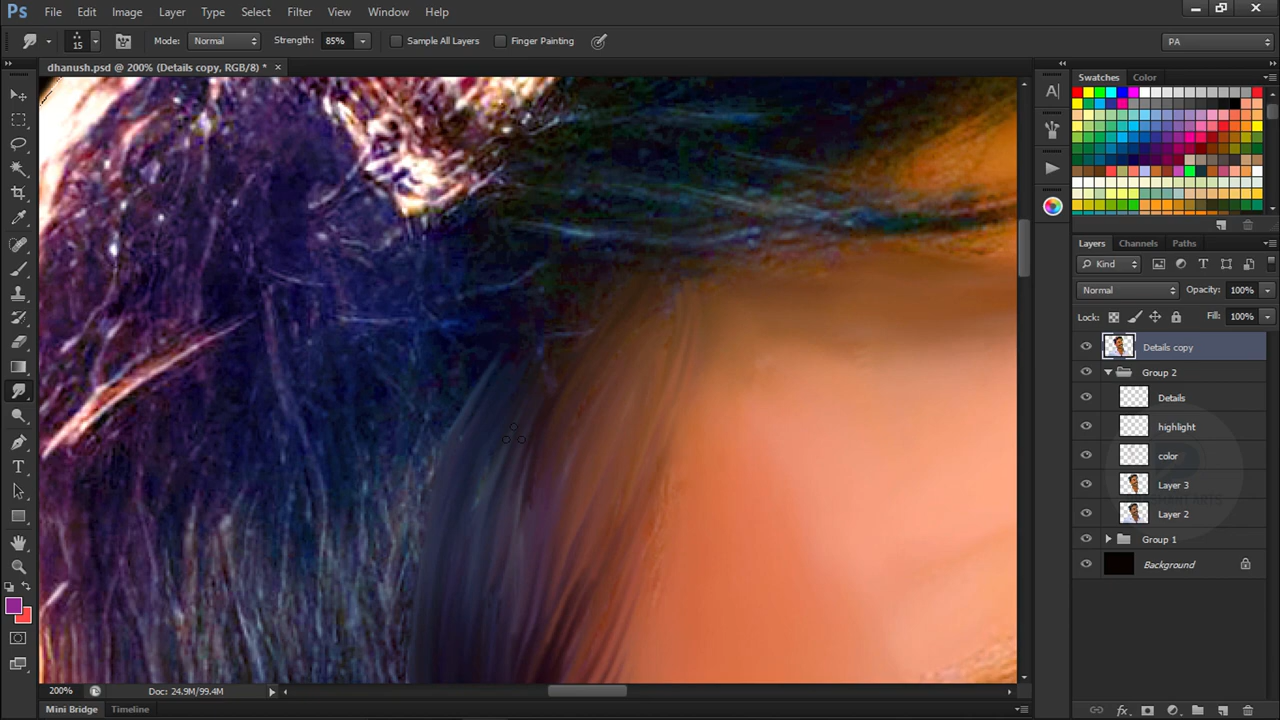 Ps File Edit Image Layer Type Select Filter View Window Help
15 Mode: Normal Strength: 85% Sample All Layers Finger Painting PA
dhanush.psd @ 200% (Details copy, RGB/8) * ×
Swatches Color
Layers Channels Paths
Kind
Normal Opacity: 100%
Lock: Fill: 100%
Details copy
Group 2
Details
highlight
color
Layer 3
Layer 2
Group 1
Background
200% Doc: 24.9M/99.4M
Mini Bridge Timeline